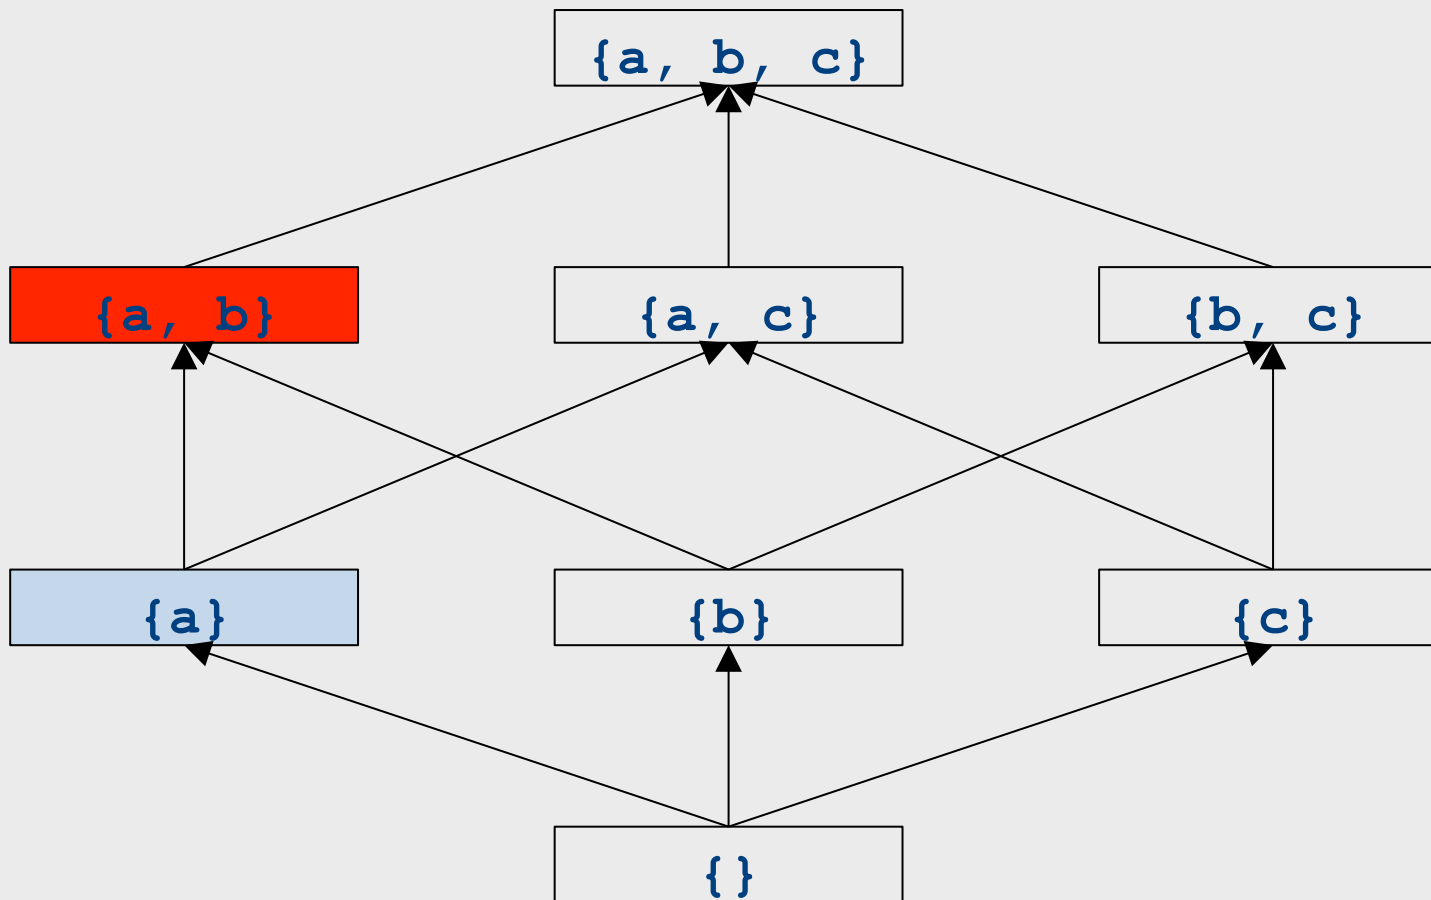 {a, b, c}
{a, b}
{a, c}
{b, c}
{a}
{b}
{c}
{}